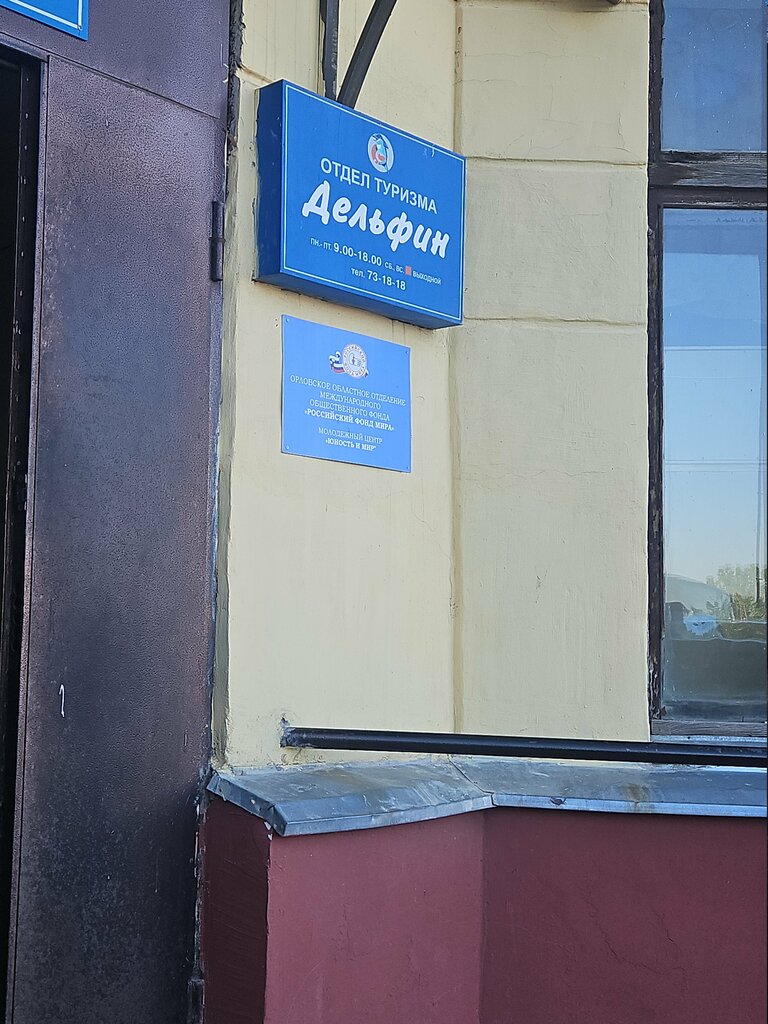 ОТДЕЛ ТУРИЗМА
Дельфин
ПН.- ПТ. 9.00-18.00 СБ., ВС. ВЫХОДНОЙ
тел. 73-18-18
ОРЛОВСКОЕ ОБЛАСТНОЕ ОТДЕЛЕНИЕ
МЕЖДУНАРОДНОГО
ОБЩЕСТВЕННОГО ФОНДА
«РОССИЙСКИЙ ФОНД МИРА»
МОЛОДЕЖНЫЙ ЦЕНТР
«ЮНОСТЬ И МИР"